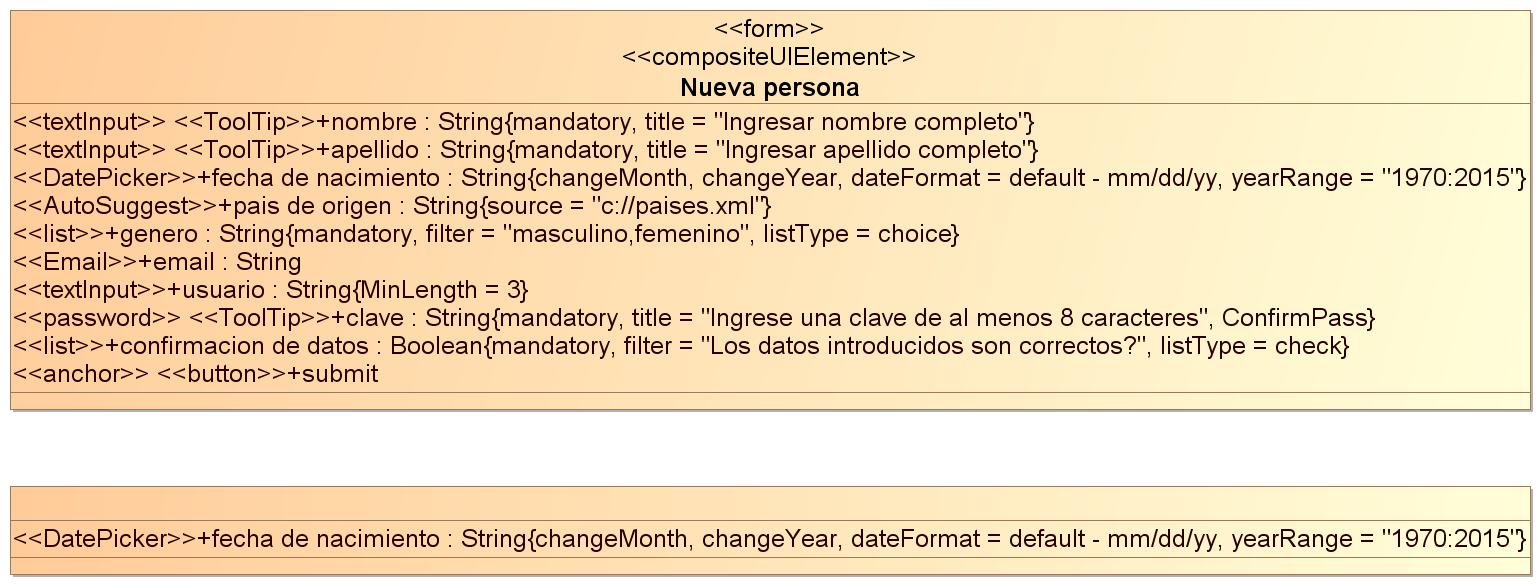 <<form>>
<<compositeUIElement>>
Nueva persona
<<textInput>> <<ToolTip>>+nombre : String{mandatory, title = "Ingresar nombre completo"}
<<textInput>> <<ToolTip>>+apellido : String{mandatory, title = "Ingresar apellido completo"}
<<DatePicker>>+fecha de nacimiento : String{changeMonth, changeYear, dateFormat = default - mm/dd/yy, yearRange = "1970:2015"}
<<AutoSuggest>>+pais de origen : String{source = "c://paises.xml"}
<<list>>+genero : String{mandatory, filter = "masculino,femenino", listType = choice}
<<Email>>+email : String
<<textInput>>+usuario : String{MinLength = 3}
<<password>> <<ToolTip>>+clave : String{mandatory, title = "Ingrese una clave de al menos 8 caracteres", ConfirmPass}
<<list>>+confirmacion de datos : Boolean{mandatory, filter = "Los datos introducidos son correctos?", listType = check}
<<anchor>> <<button>>+submit
<<DatePicker>>+fecha de nacimiento : String{changeMonth, changeYear, dateFormat = default - mm/dd/yy, yearRange = "1970:2015"}